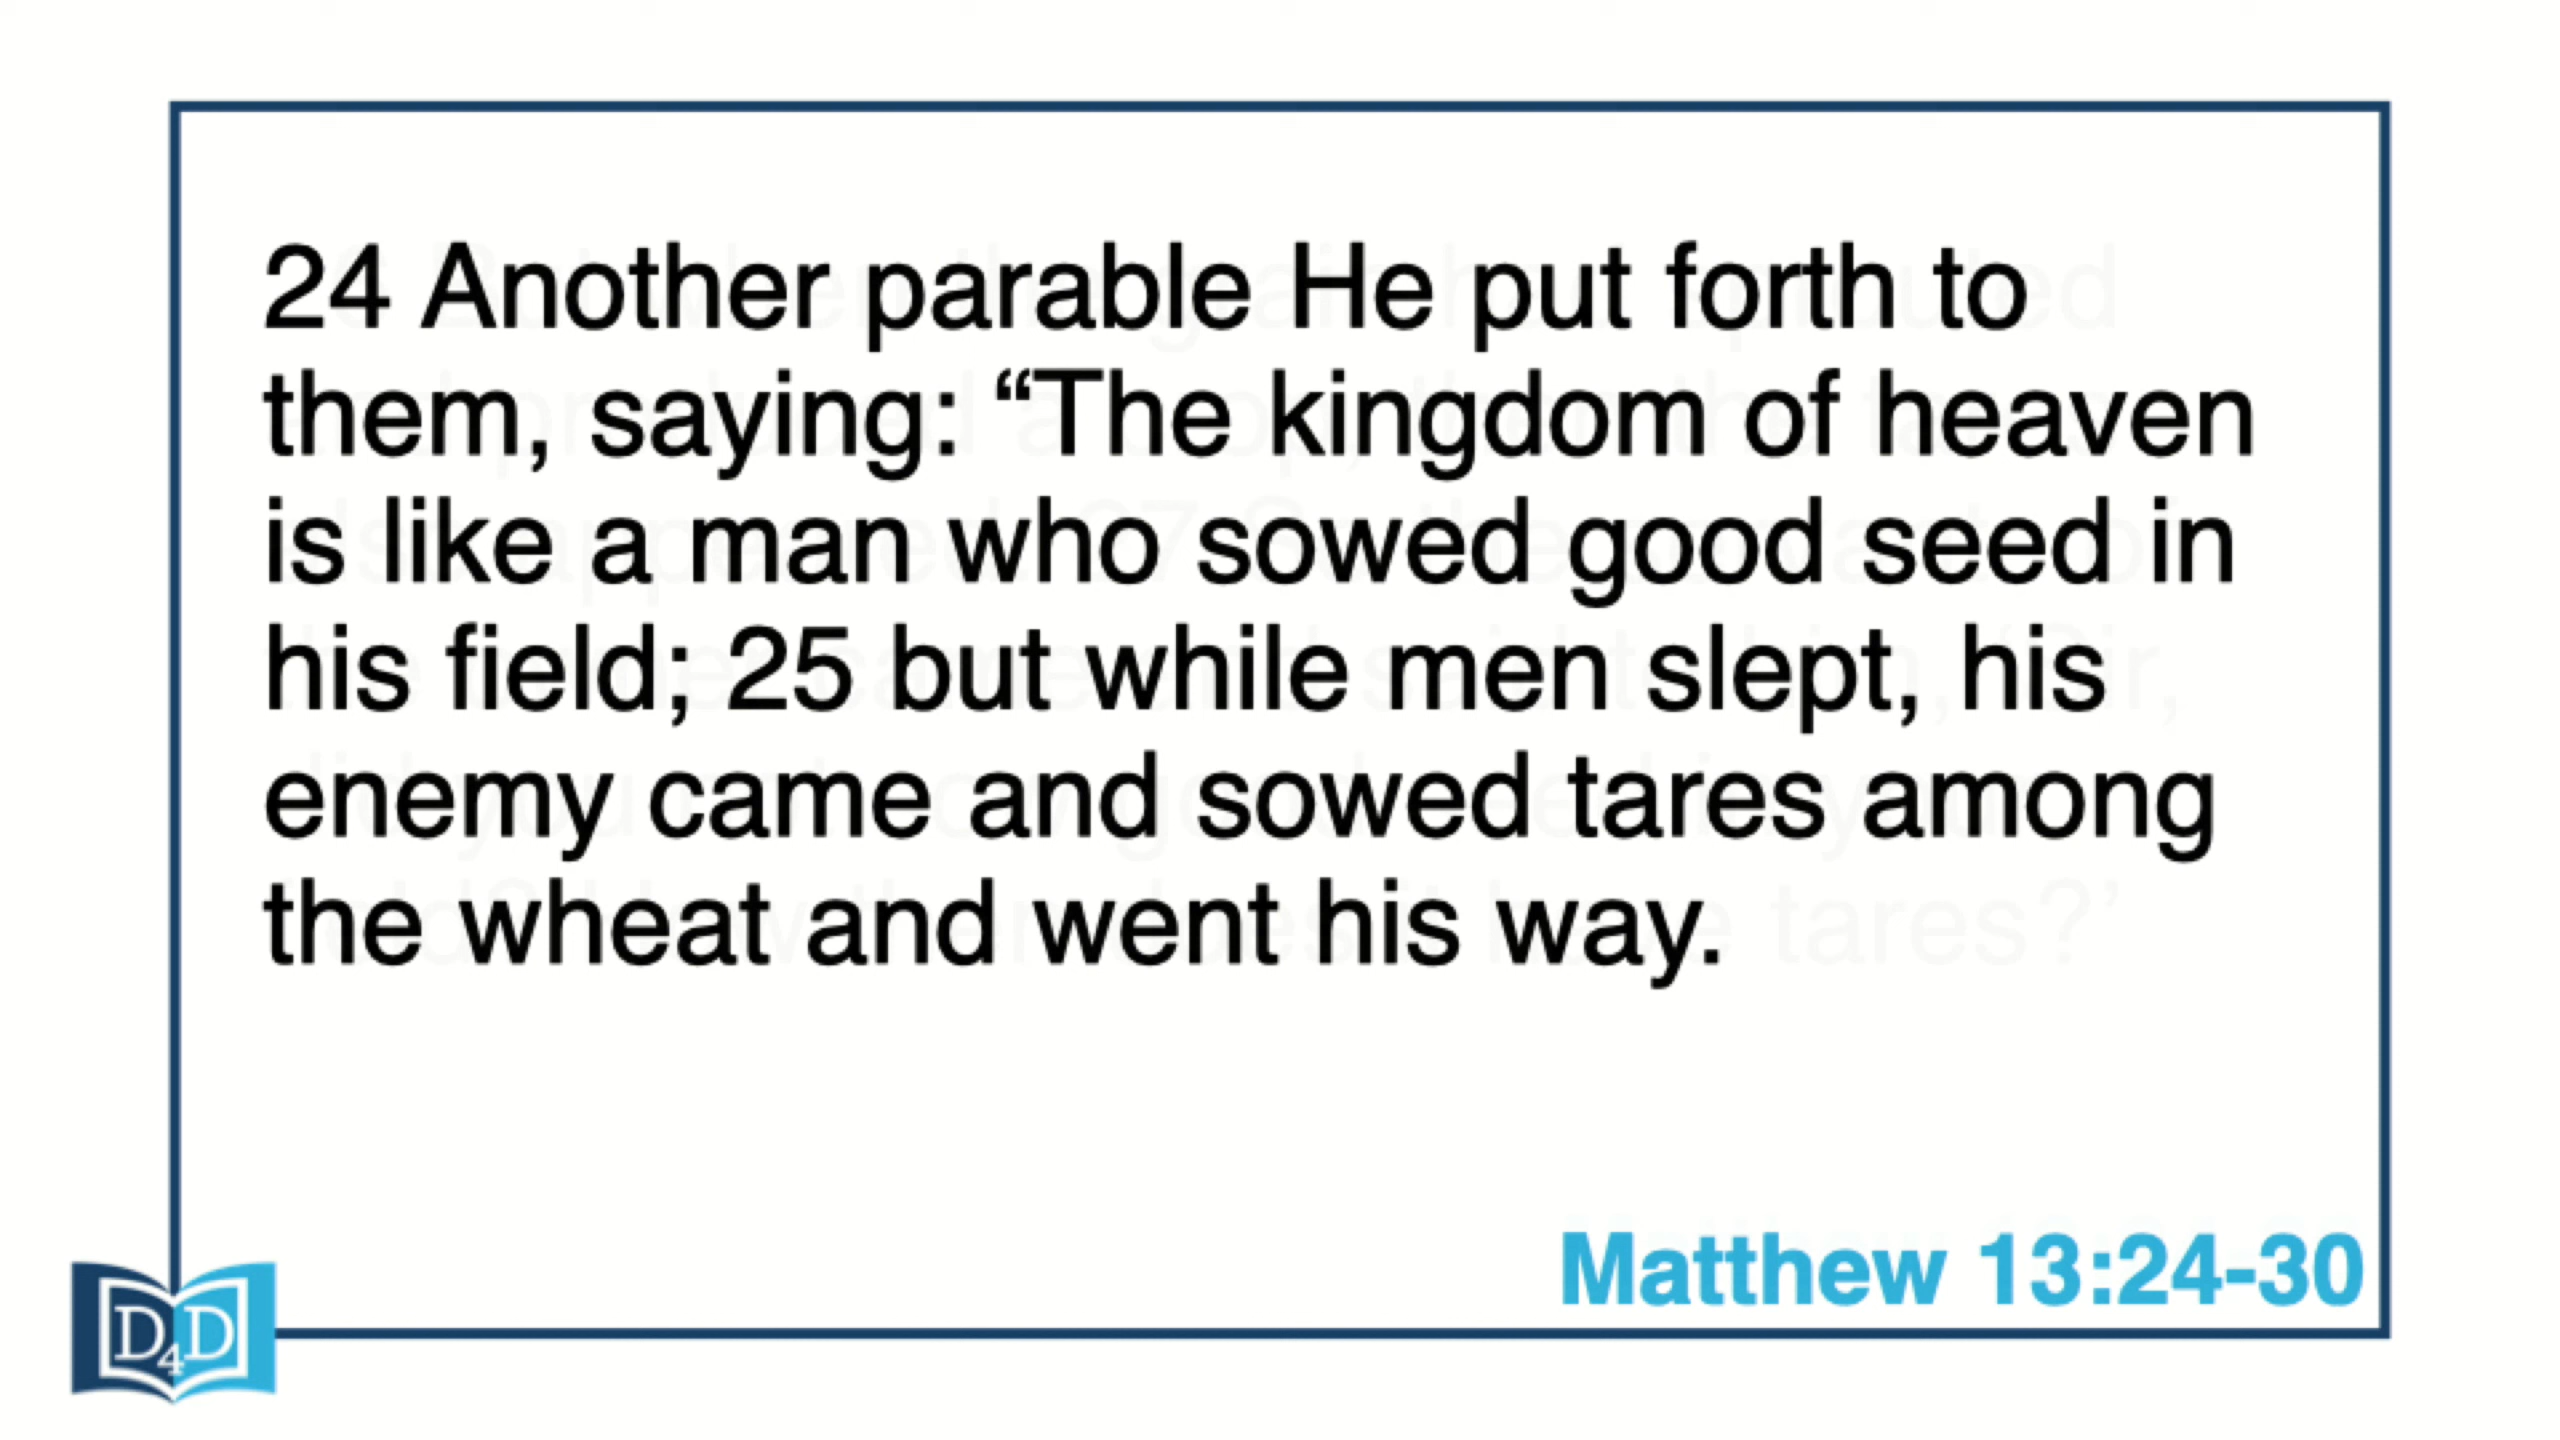 24 Another parable He put forth to
them, saying: “The kingdom of heaven
is like a man who sowed good seed in
his field; 25 but while men slept, his
enemy came and sowed tares among
the wheat and went his way.
Matthew 13:24-30
D4D